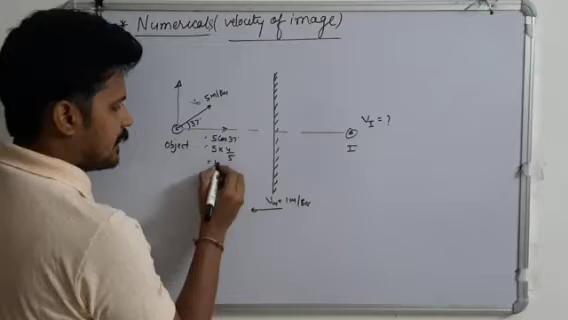 * Numericals (velocity of image)
5m/sec
37°
Object
= 5 cos 37°
= 5 x 4/5
=
V_I = ?
I
V_m = 1m/sec